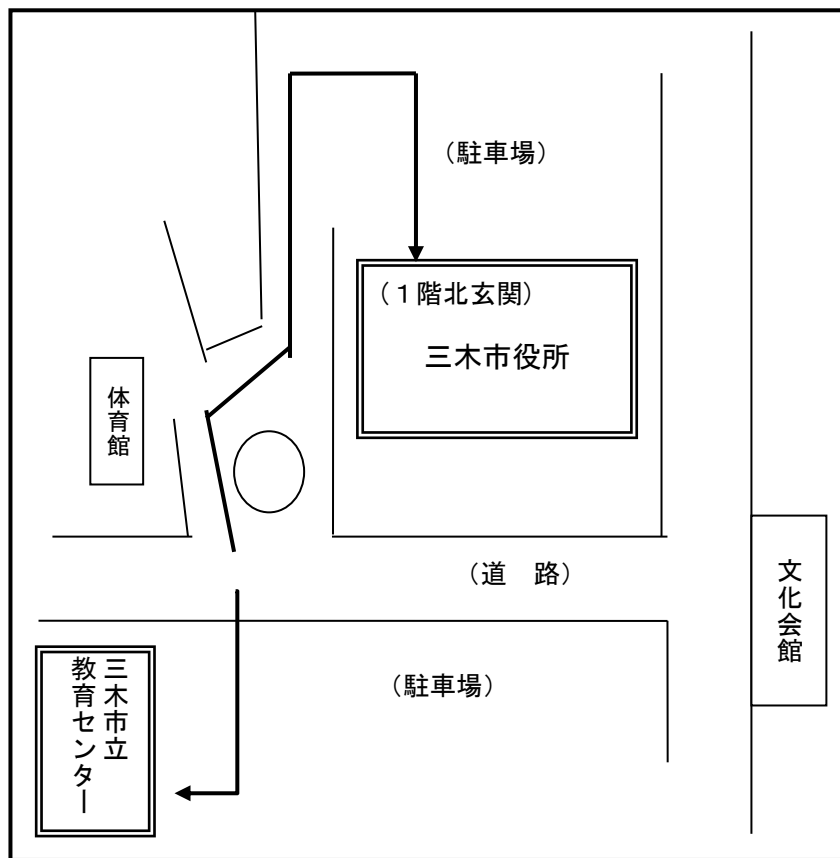 （駐車場）
（１階北玄関）
三木市役所
体育館
（道　路）
文化会館
（駐車場）
三木市立
教育センター